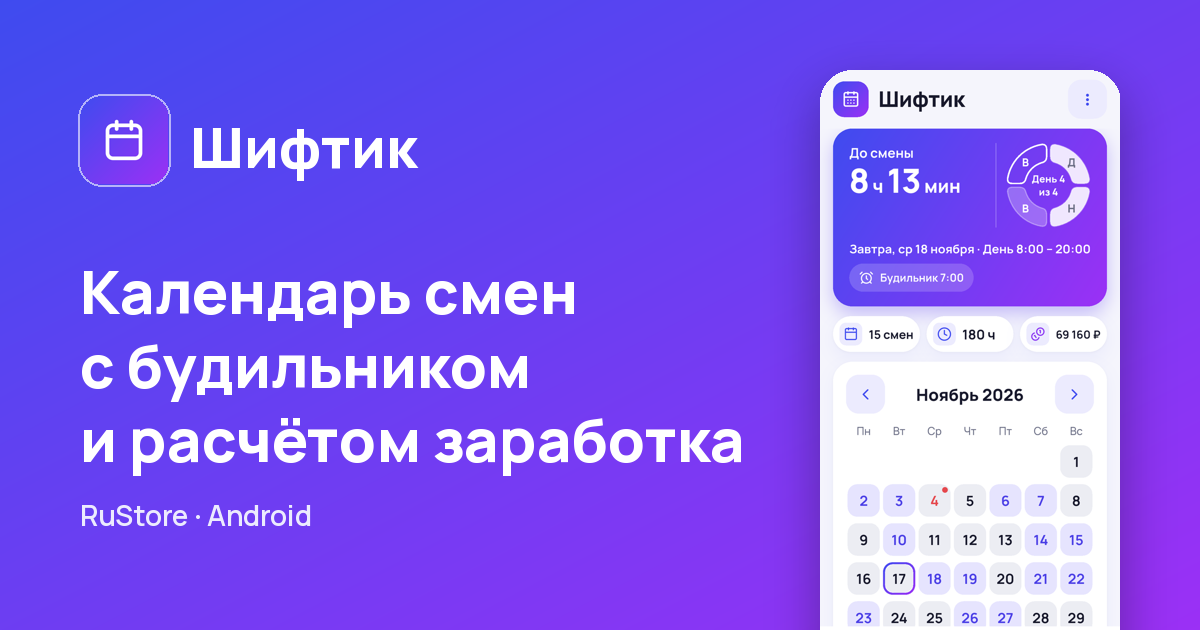 Шифтик
Календарь смен
с будильником
и расчётом заработка
RuStore · Android
Шифтик
До смены
8 ч 13 мин
В Д
День 4
из 4
В Н
Завтра, ср 18 ноября · День 8:00 – 20:00
Будильник 7:00
15 смен 180 ч 69 160 ₽
Ноябрь 2026
Пн Вт Ср Чт Пт Сб Вс
1
2 3 4 5 6 7 8
9 10 11 12 13 14 15
16 17 18 19 20 21 22
23 24 25 26 27 28 29